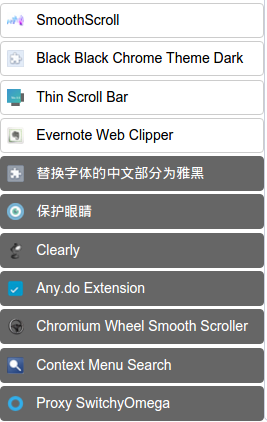 SmoothScroll
Black Black Chrome Theme Dark
Thin Scroll Bar
Evernote Web Clipper
替换字体的中文部分为雅黑
保护眼睛
Clearly
Any.do Extension
Chromium Wheel Smooth Scroller
Context Menu Search
Proxy SwitchyOmega